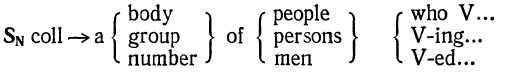 body people who V...
S_N coll → a { group } of { persons } { V-ing...
number men V-ed...